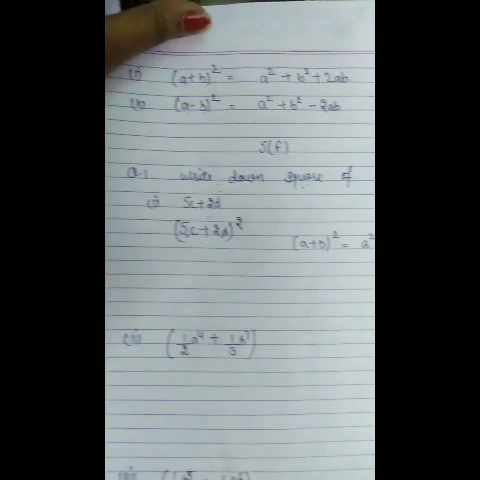 (i) (a+b)² = a² + b² + 2ab
(ii) (a-b)² = a² + b² - 2ab
5(F)
Q.1 Write down square of
(i) 5c+2d
(5c+2d)²
(a+b)² = a²
(ii)